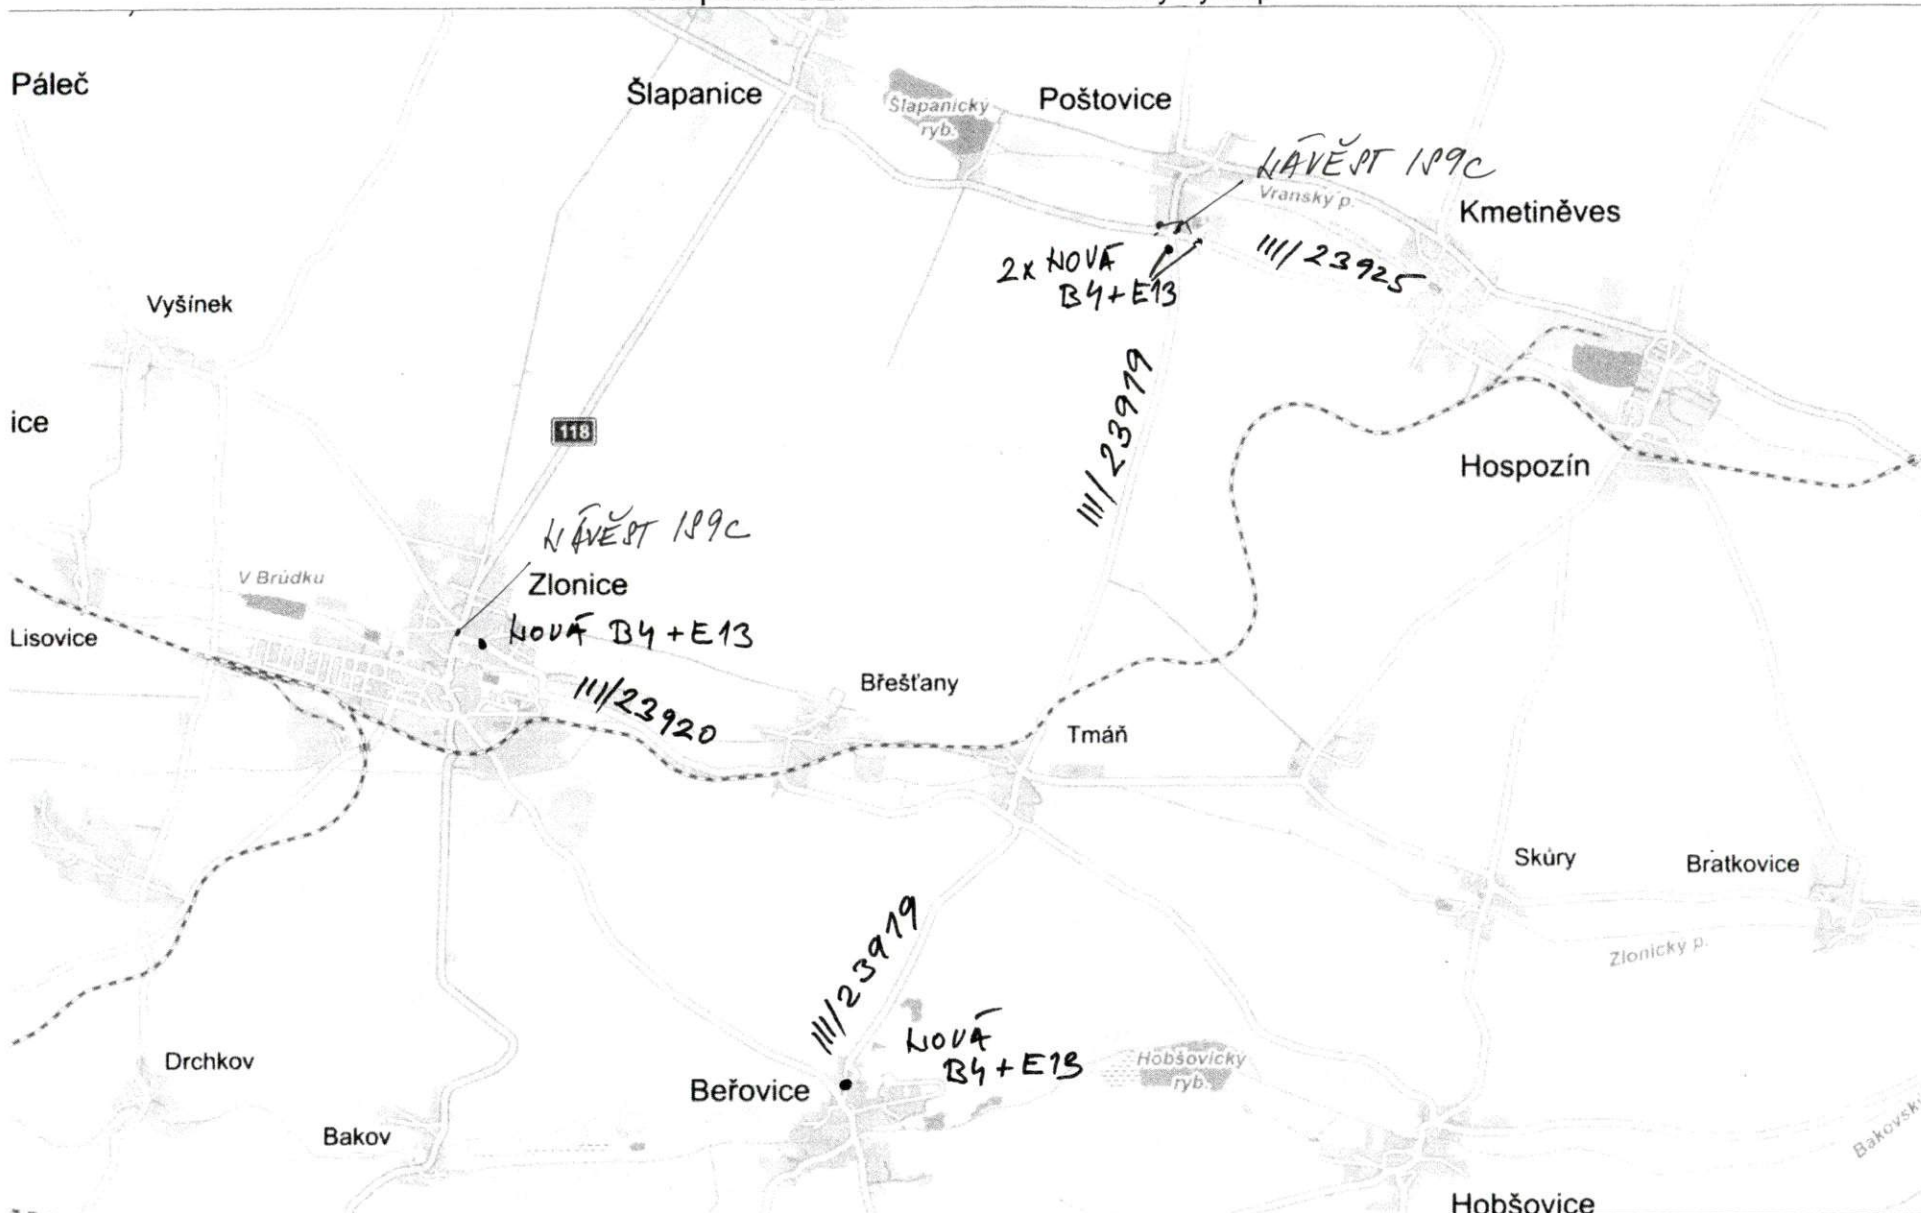 Páleč
Šlapanice
Šlapanický
ryb.
Poštovice
NÁVĚST IS9c
Vranský p.
Kmetiněves
2x NOVÁ
B4+E13
III/23925
Vyšínek
III/23919
ice
118
Hospozín
NÁVĚST IS9c
V Brůdku
Zlonice
NOVÁ B4+E13
Lisovice
III/23920
Břešťany
Tmáň
Skůry
Bratkovice
III/23919
Zlonický p.
NOVÁ
B4+E13
Drchkov
Beřovice
Hobšovický
ryb.
Bakov
Bakovský
Hobšovice